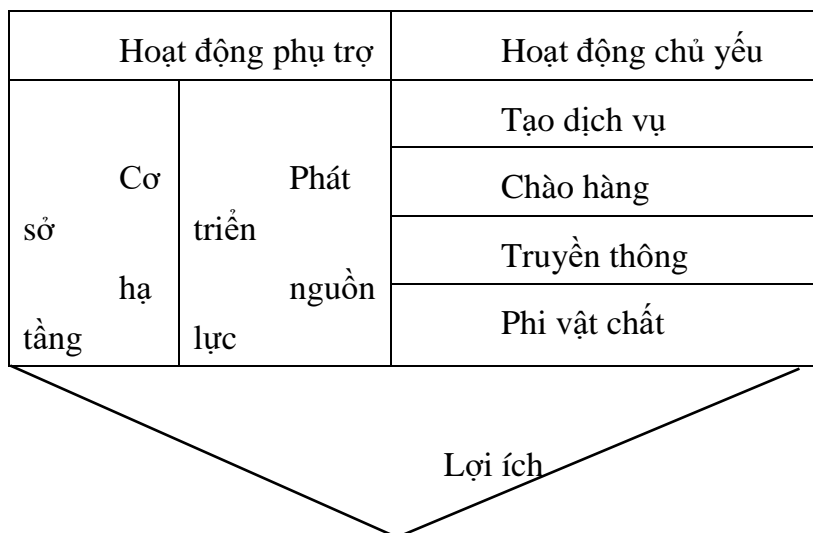 Hoạt động phụ trợ
Hoạt động chủ yếu
Cơ
sở
hạ
tầng
Phát
triển
nguồn
lực
Tạo dịch vụ
Chào hàng
Truyền thông
Phi vật chất
Lợi ích